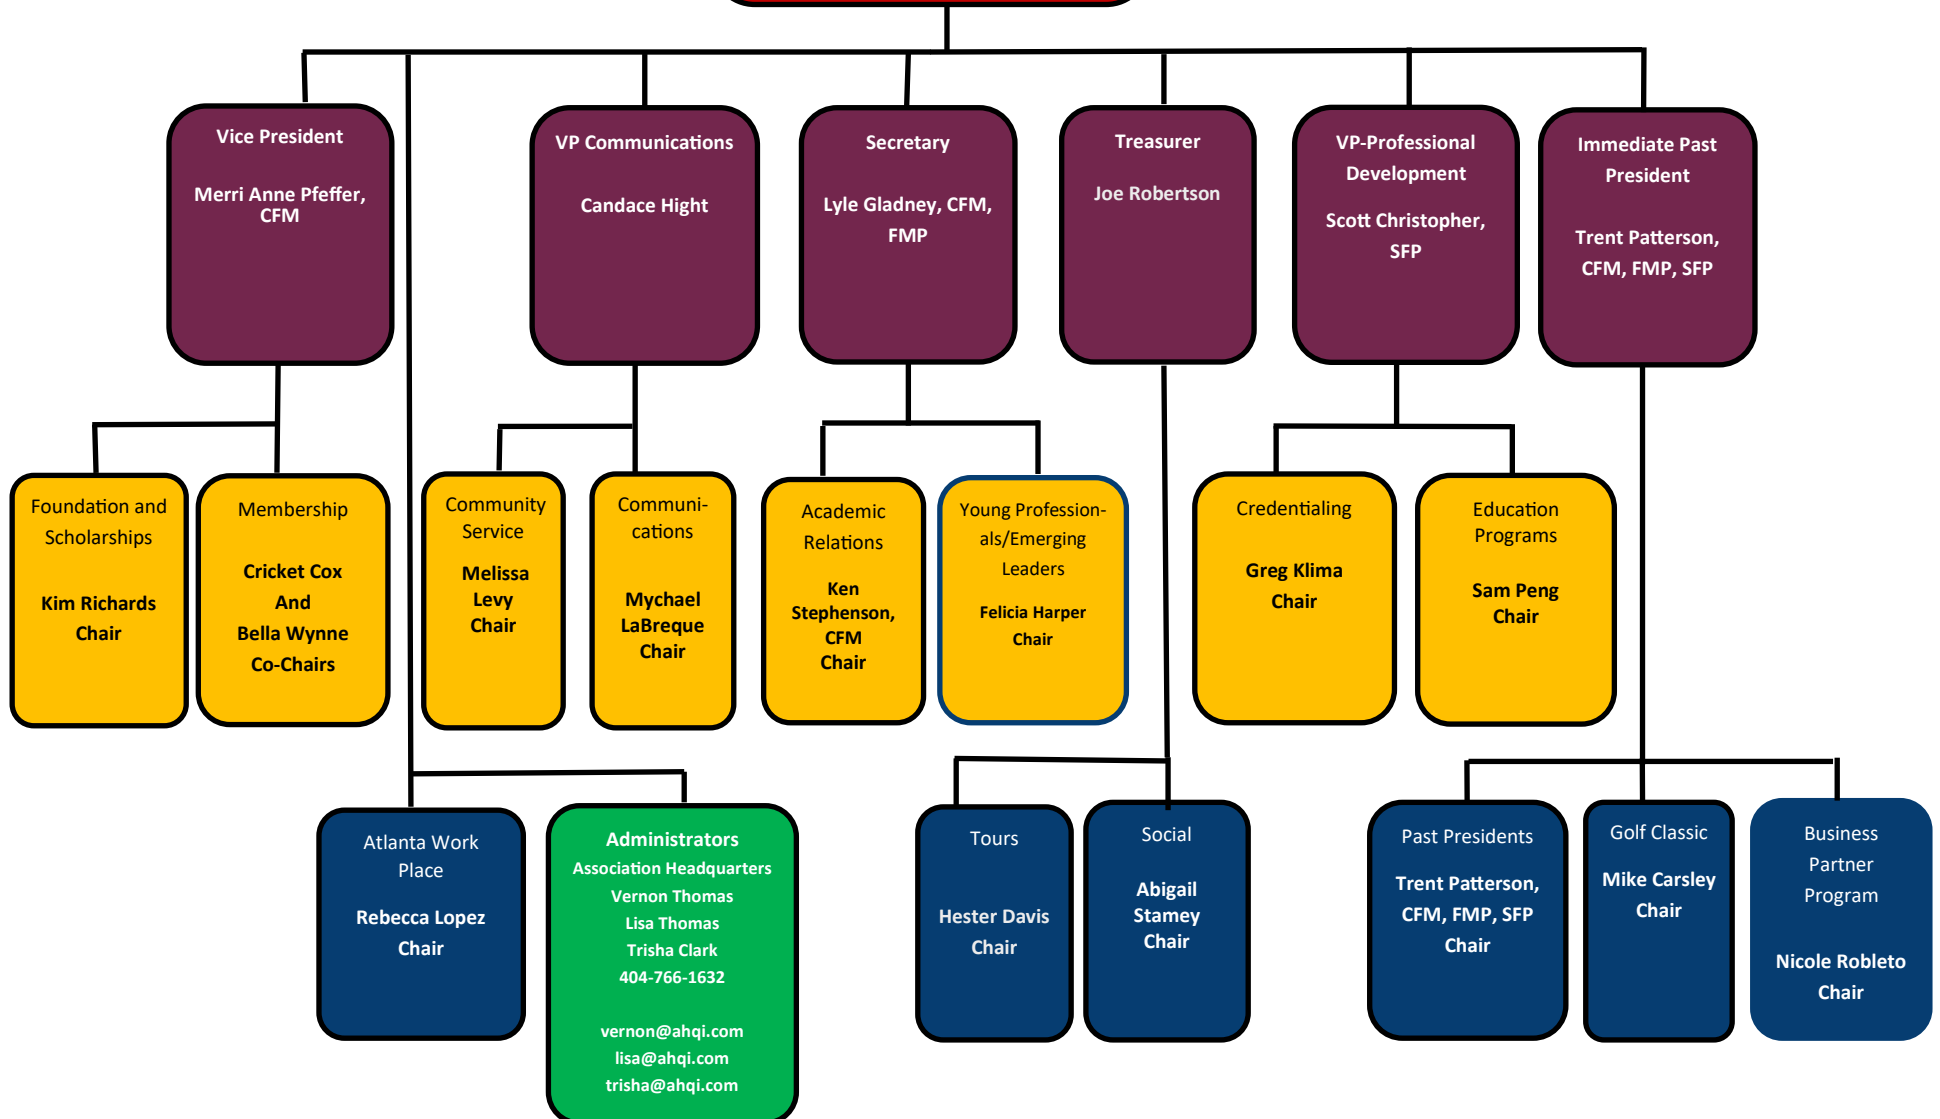 Vice President
Merri Anne Pfeffer,
CFM
VP Communications
Candace Hight
Secretary
Lyle Gladney, CFM,
FMP
Treasurer
Joe Robertson
VP-Professional
Development
Scott Christopher,
SFP
Immediate Past
President
Trent Patterson,
CFM, FMP, SFP
Foundation and
Scholarships
Kim Richards
Chair
Membership
Cricket Cox
And
Bella Wynne
Co-Chairs
Community
Service
Melissa
Levy
Chair
Communi-
cations
Mychael
LaBreque
Chair
Academic
Relations
Ken
Stephenson,
CFM
Chair
Young Profession-
als/Emerging
Leaders
Felicia Harper
Chair
Credentialing
Greg Klima
Chair
Education
Programs
Sam Peng
Chair
Atlanta Work
Place
Rebecca Lopez
Chair
Administrators
Association Headquarters
Vernon Thomas
Lisa Thomas
Trisha Clark
404-766-1632
vernon@ahqi.com
lisa@ahqi.com
trisha@ahqi.com
Tours
Hester Davis
Chair
Social
Abigail
Stamey
Chair
Past Presidents
Trent Patterson,
CFM, FMP, SFP
Chair
Golf Classic
Mike Carsley
Chair
Business
Partner
Program
Nicole Robleto
Chair